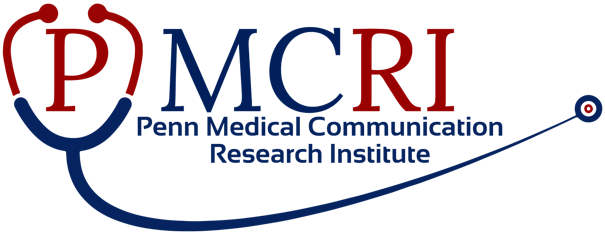 PMCRI
Penn Medical Communication
Research Institute